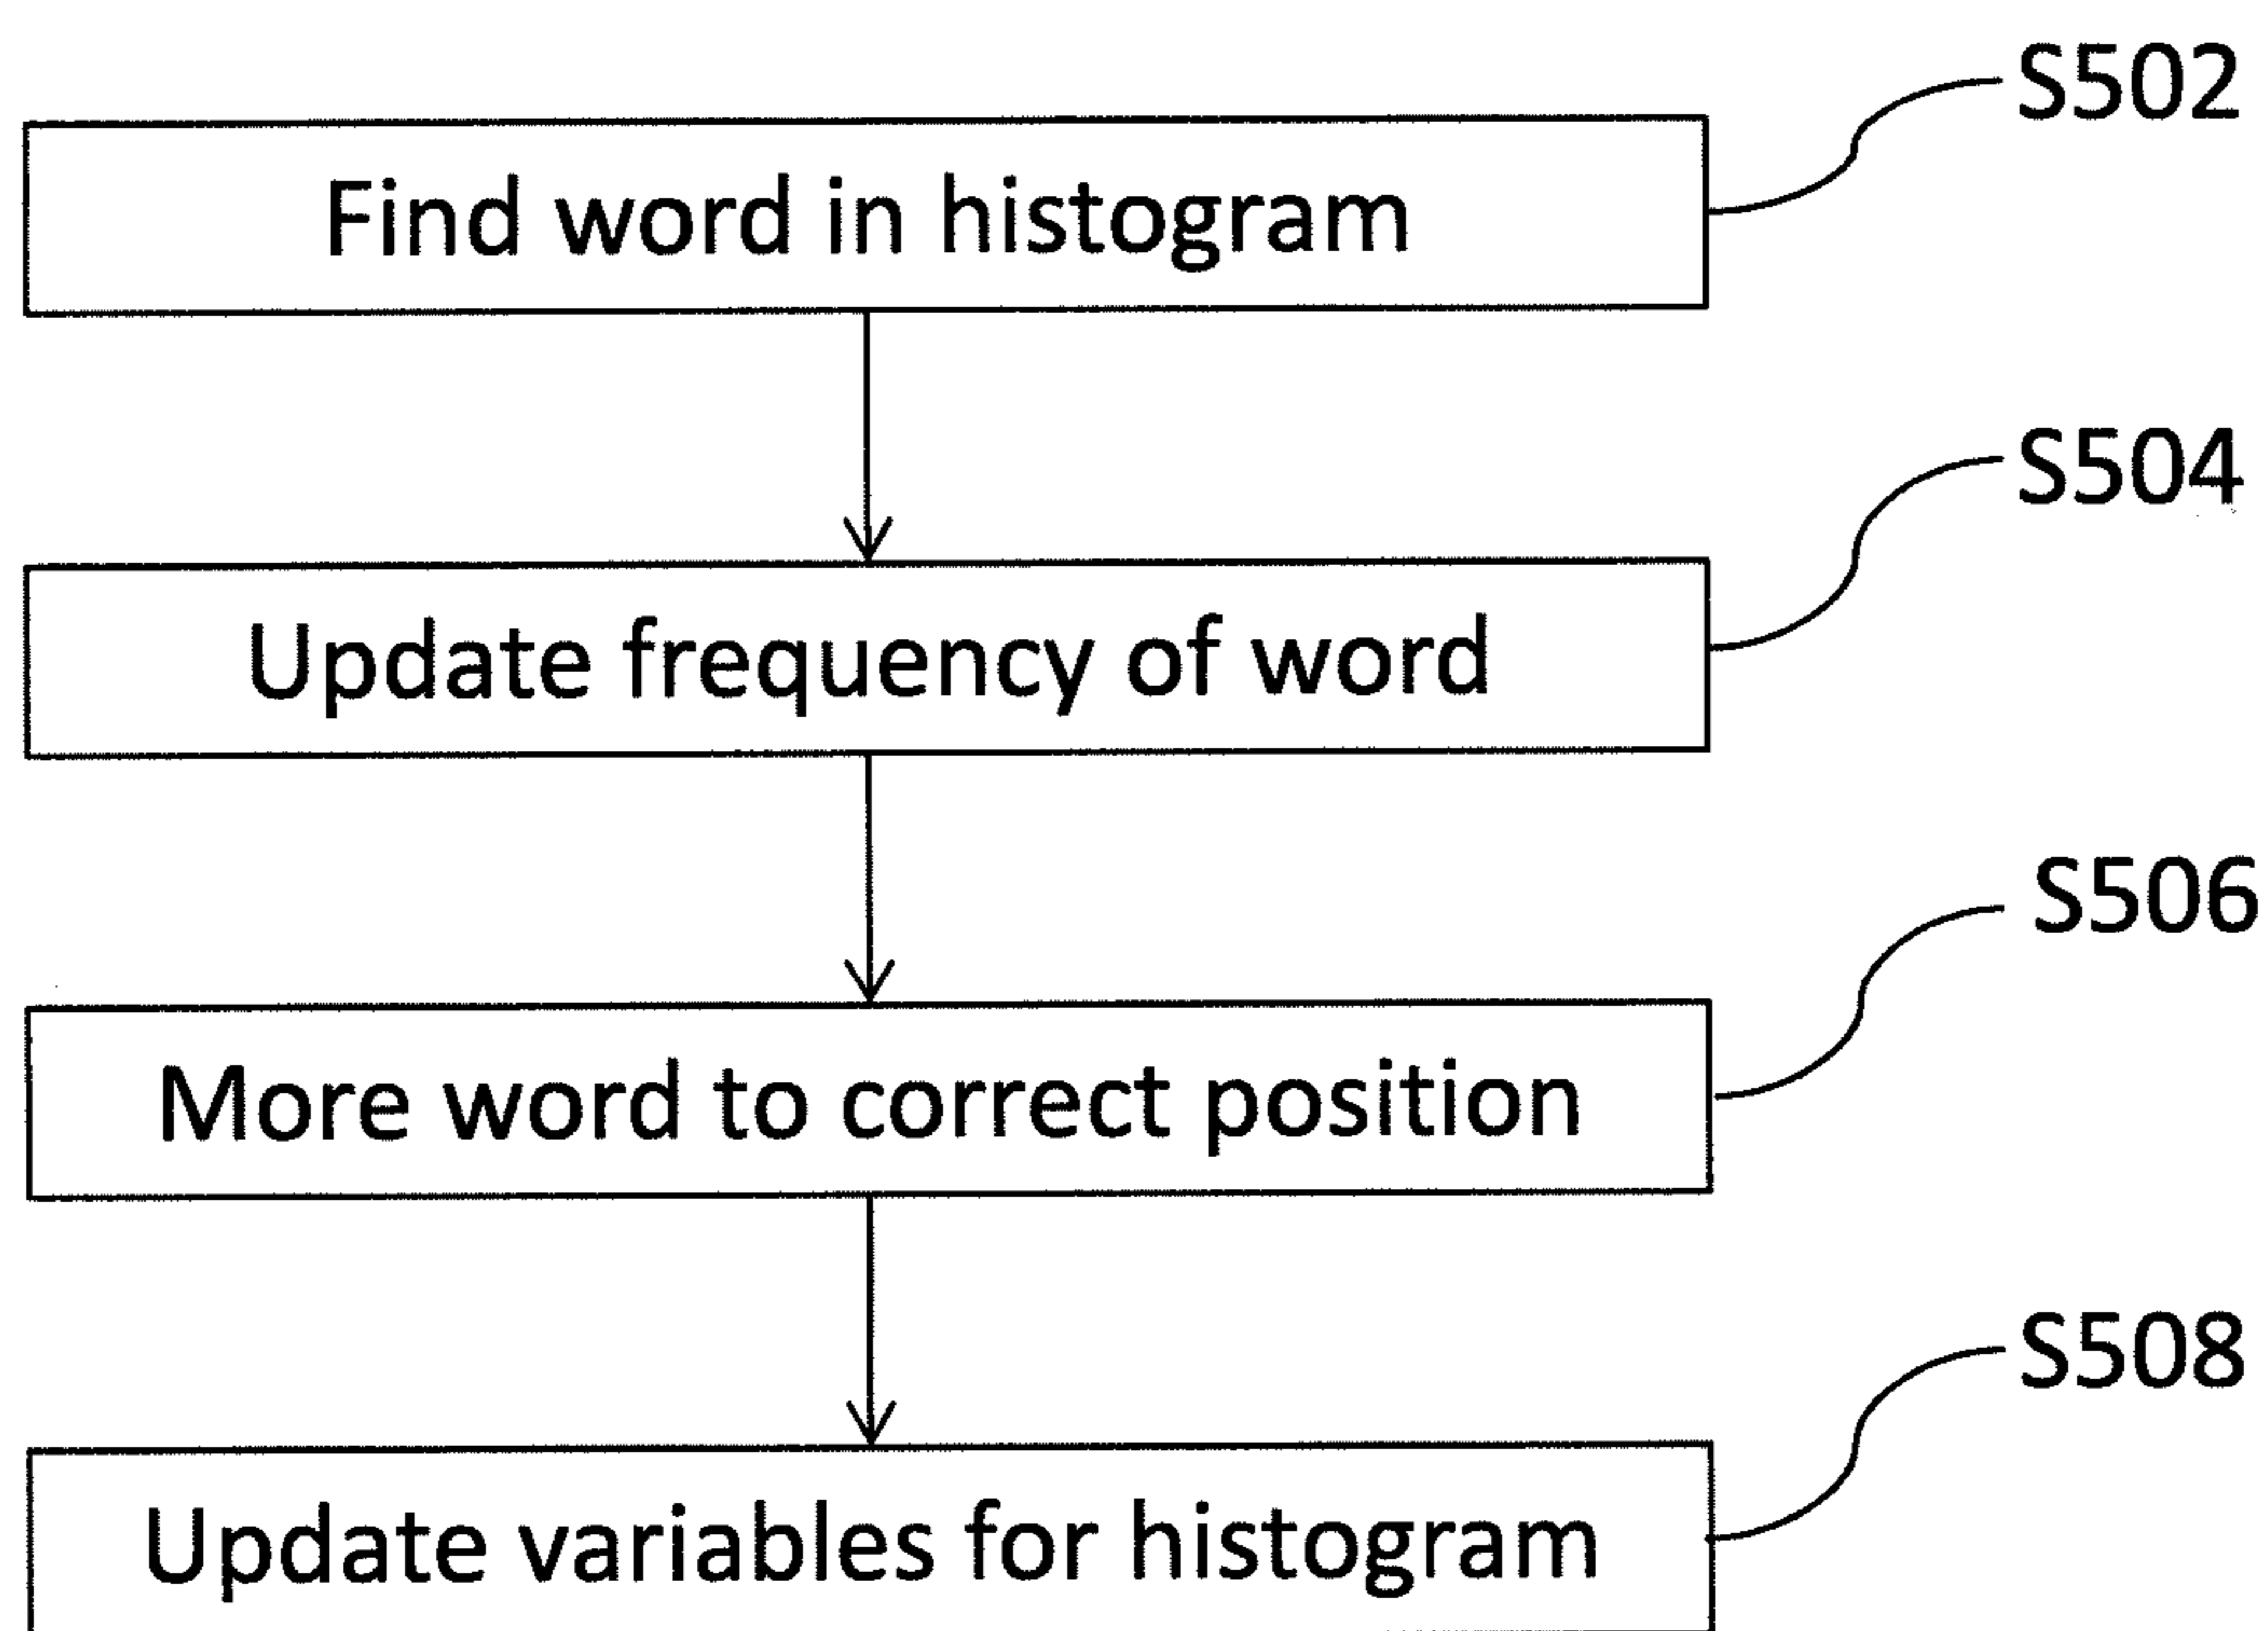 S502
Find word in histogram
S504
Update frequency of word
S506
More word to correct position
S508
Update variables for histogram